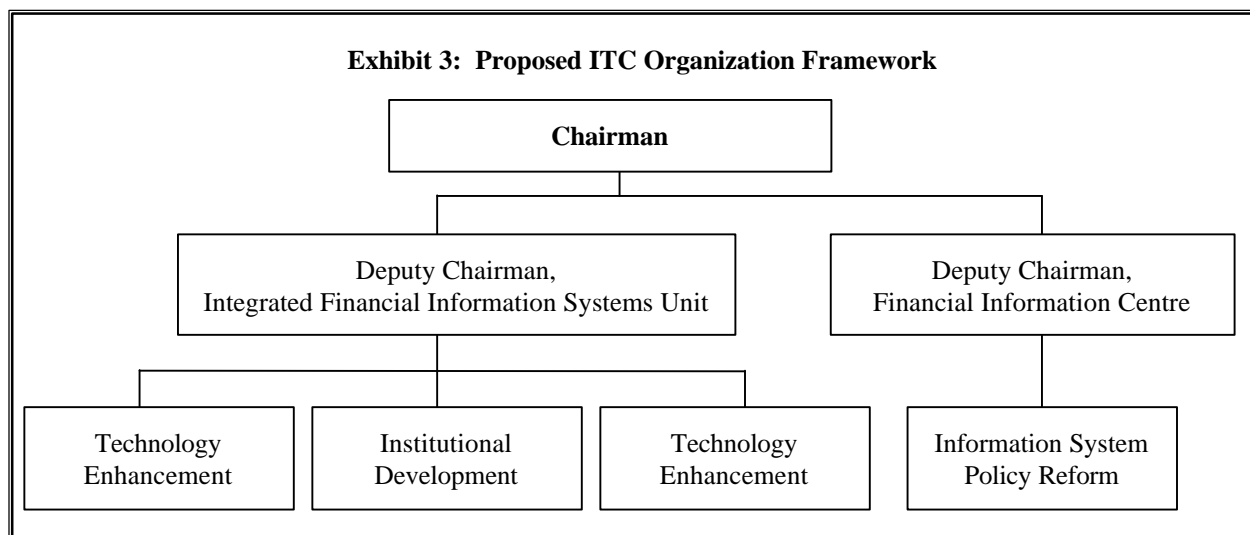 Exhibit 3: Proposed ITC Organization Framework
Chairman
Deputy Chairman,
Integrated Financial Information Systems Unit
Deputy Chairman,
Financial Information Centre
Technology
Enhancement
Institutional
Development
Technology
Enhancement
Information System
Policy Reform